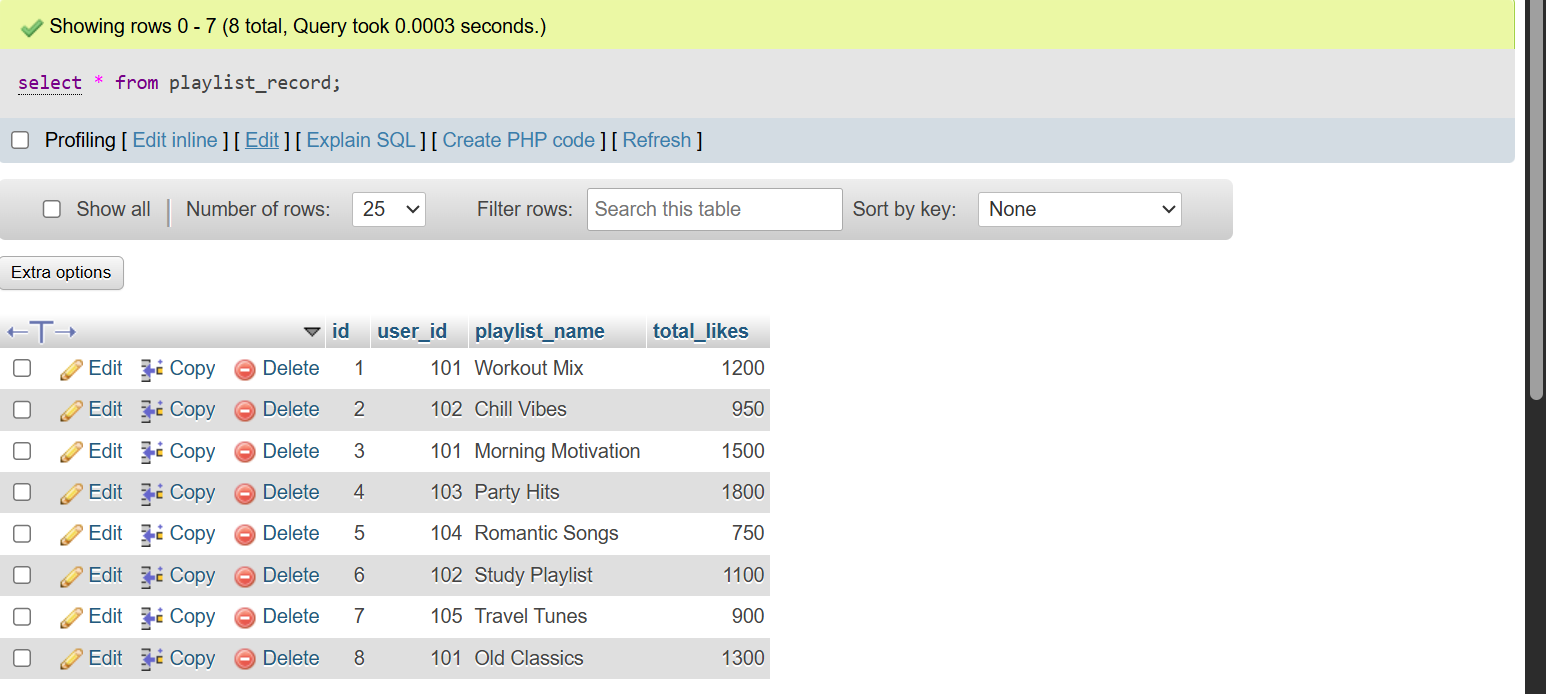 Showing rows 0 - 7 (8 total, Query took 0.0003 seconds.)
select * from playlist_record;
Profiling [ Edit inline ] [ Edit ] [ Explain SQL ] [ Create PHP code ] [ Refresh ]
Show all Number of rows: 25 Filter rows: Search this table Sort by key: None
Extra options
id user_id playlist_name total_likes
Edit Copy Delete 1 101 Workout Mix 1200
Edit Copy Delete 2 102 Chill Vibes 950
Edit Copy Delete 3 101 Morning Motivation 1500
Edit Copy Delete 4 103 Party Hits 1800
Edit Copy Delete 5 104 Romantic Songs 750
Edit Copy Delete 6 102 Study Playlist 1100
Edit Copy Delete 7 105 Travel Tunes 900
Edit Copy Delete 8 101 Old Classics 1300